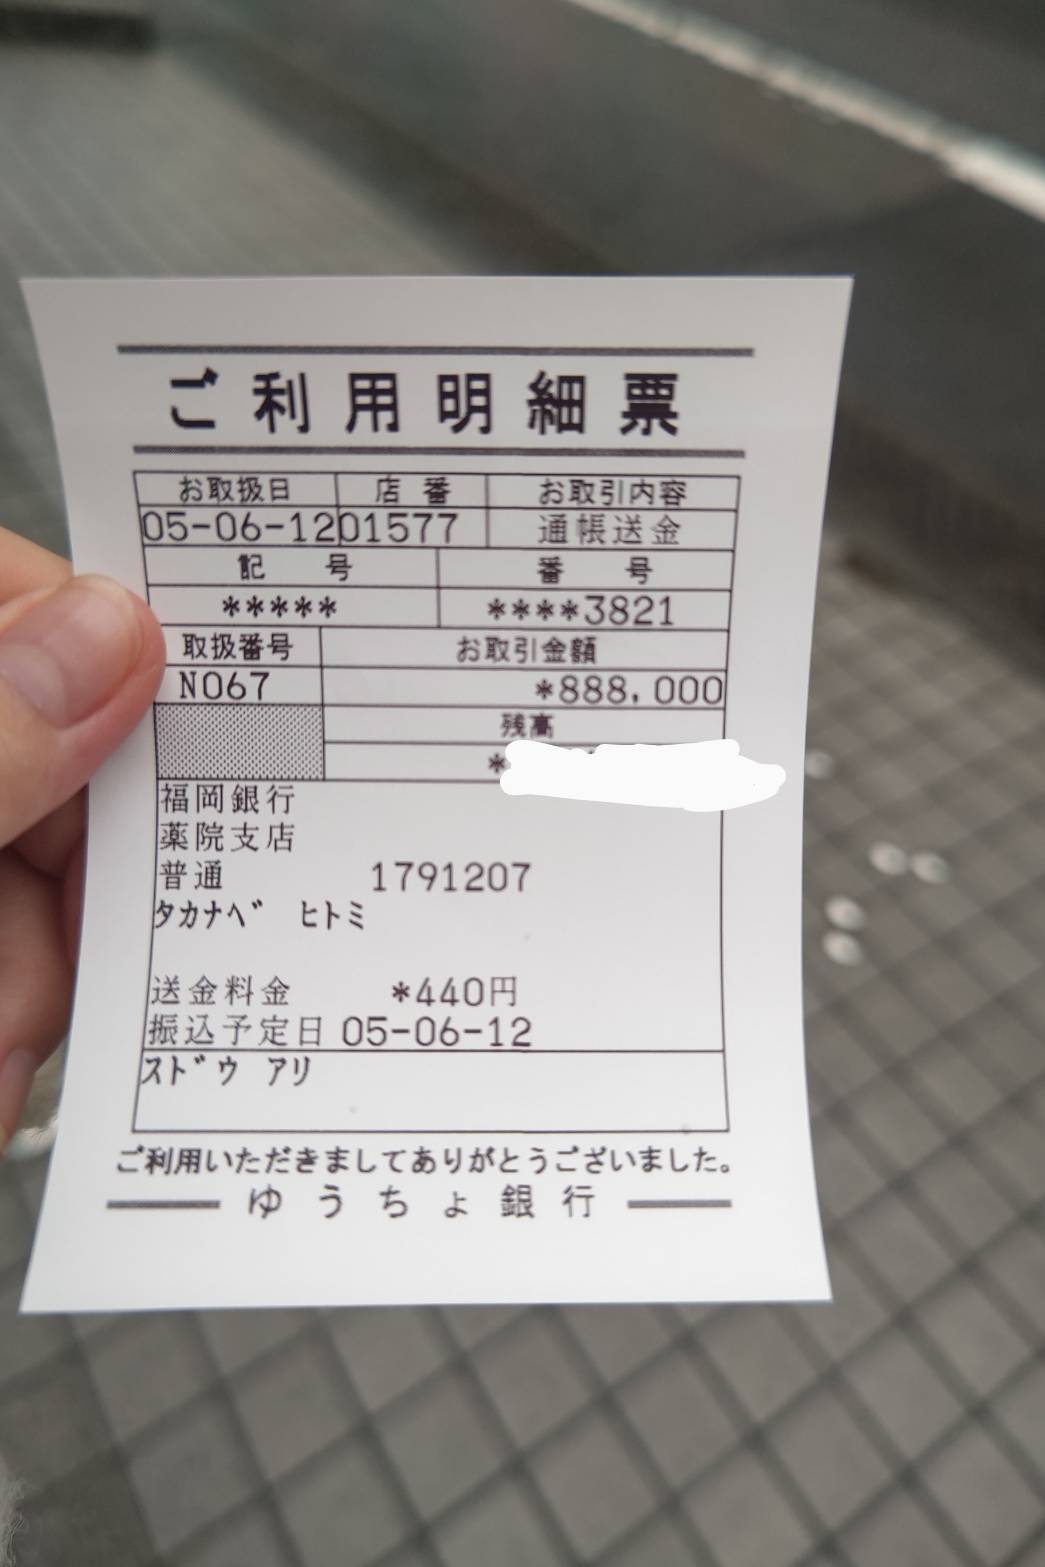 ご利用明細票
お取扱日 店番 お取引内容
05-06-12 01577 通帳送金
記号 番号
***** ****3821
取扱番号 お取引金額
N067 *888,000
残高
*
福岡銀行
薬院支店
普通 1791207
タカナベ ヒトミ
送金料金 *440円
振込予定日 05-06-12
スドウ アリ
ご利用いただきましてありがとうございました。
ゆうちょ銀行